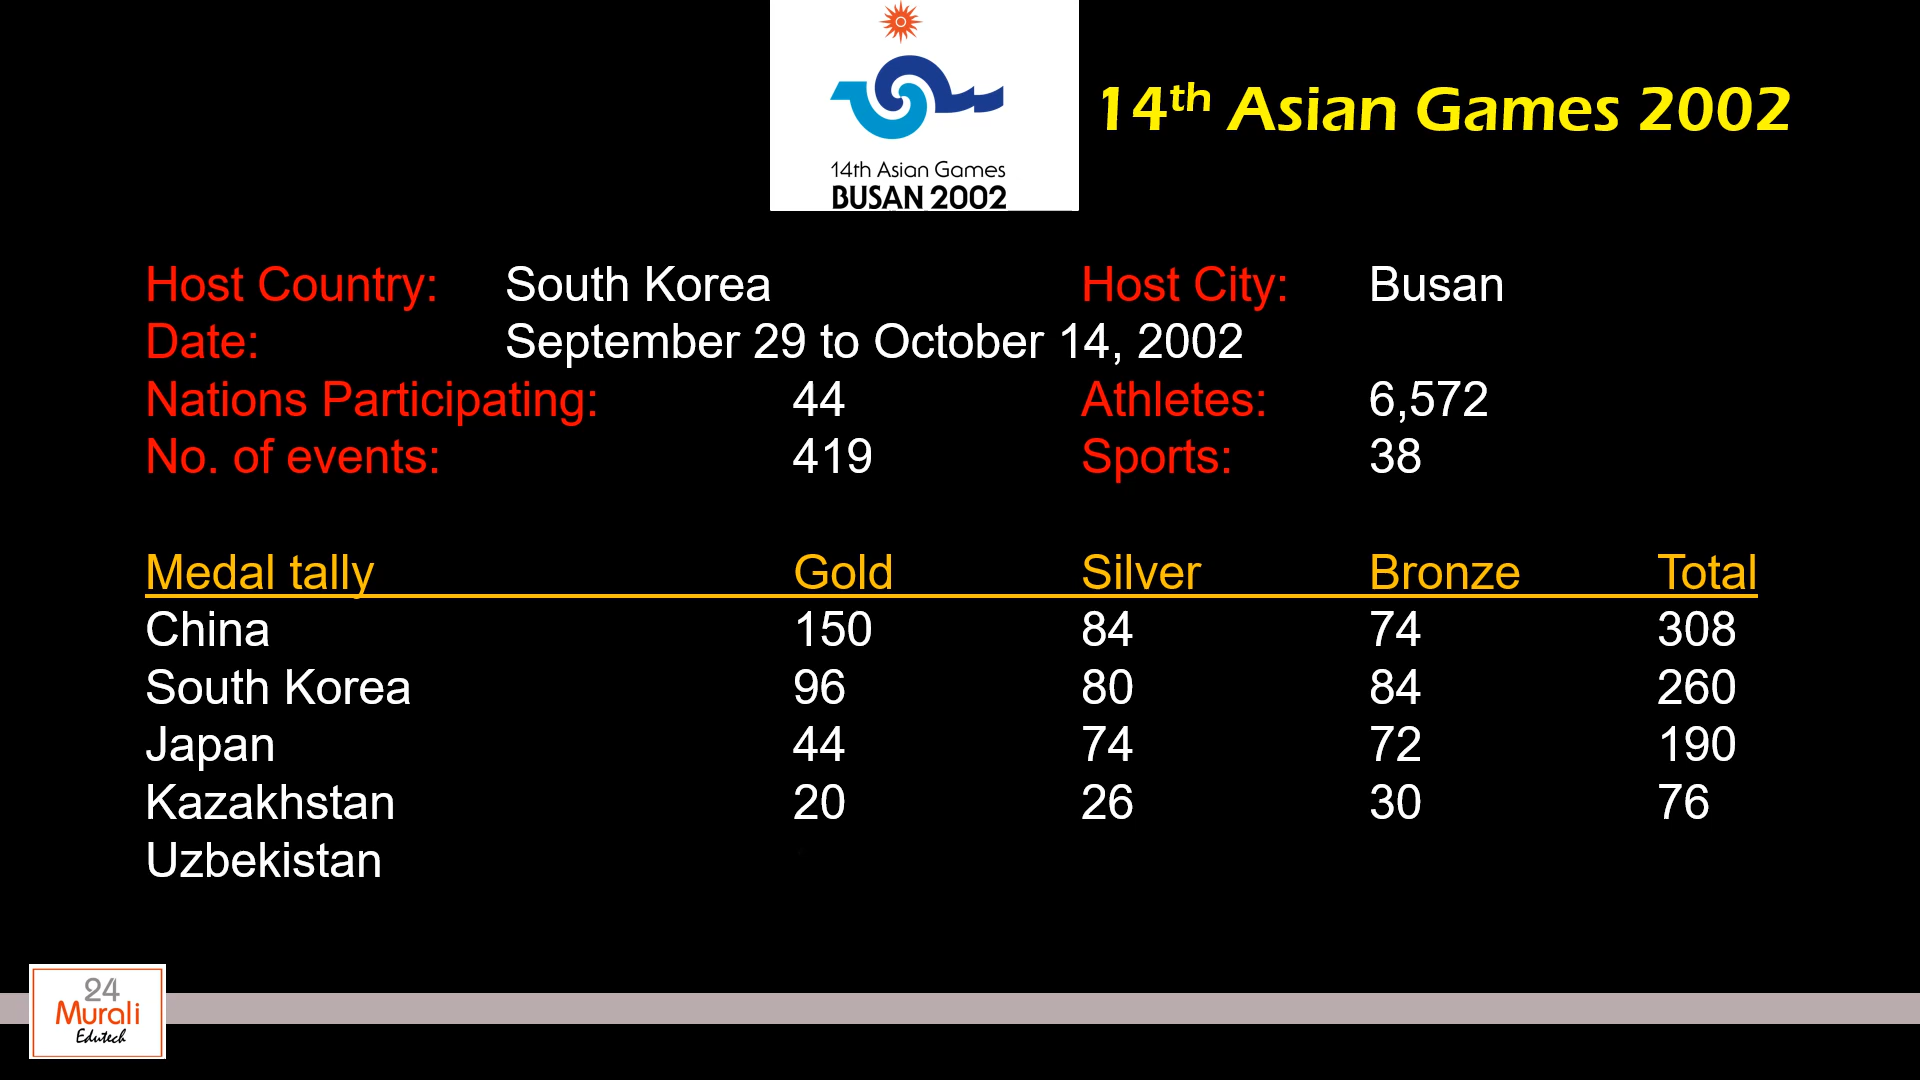 14th Asian Games
BUSAN 2002
14th Asian Games 2002
Host Country: South Korea Host City: Busan
Date: September 29 to October 14, 2002
Nations Participating: 44 Athletes: 6,572
No. of events: 419 Sports: 38
Medal tally Gold Silver Bronze Total
China 150 84 74 308
South Korea 96 80 84 260
Japan 44 74 72 190
Kazakhstan 20 26 30 76
Uzbekistan
24
Murali
Edutech